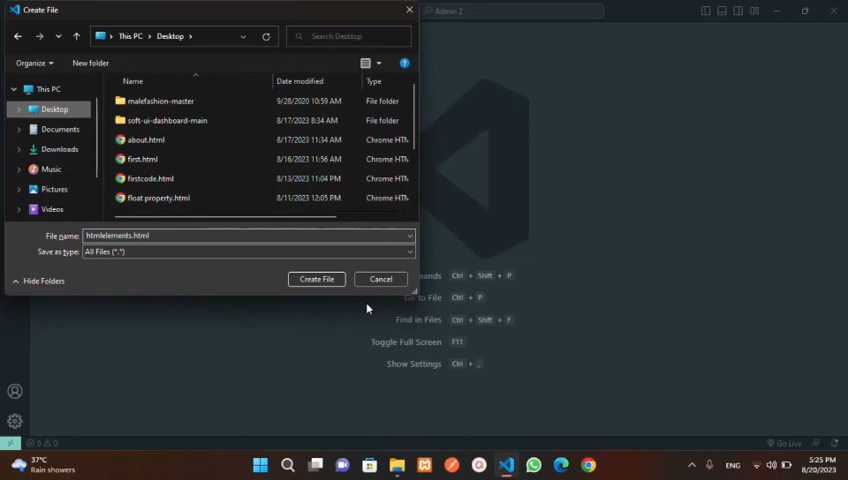 Create File
Admin 2
This PC
Desktop
Search Desktop
Organize
New folder
Name
Date modified
Type
This PC
Desktop
Documents
Downloads
Music
Pictures
Videos
malefashion-master
9/28/2020 10:59 AM
File folder
soft-ui-dashboard-main
8/17/2023 8:34 AM
File folder
about.html
8/17/2023 11:34 AM
Chrome HTM
first.html
8/16/2023 11:56 AM
Chrome HTM
firstcode.html
8/13/2023 11:04 PM
Chrome HTM
float property.html
8/11/2023 12:05 PM
Chrome HTM
File name:
htmlelements.html
Save as type:
All Files (*.*)
Hide Folders
Create File
Cancel
mands Ctrl + Shift + P
Go to File Ctrl + P
Find in Files Ctrl + Shift + F
Toggle Full Screen F11
Show Settings Ctrl + ,
0 0
Go Live
37°C
Rain showers
ENG
5:25 PM
8/20/2023